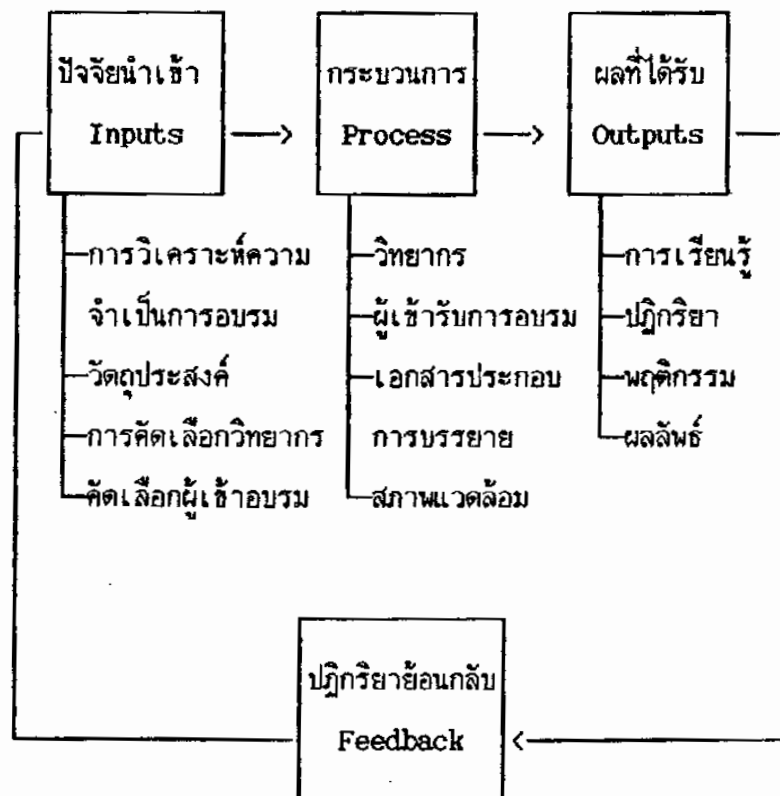 ปัจจัยนำเข้า
Inputs
การวิเคราะห์ความ
จำเป็นการอบรม
วัตถุประสงค์
การคัดเลือกวิทยากร
คัดเลือกผู้เข้าอบรม
กระบวนการ
Process
วิทยากร
ผู้เข้ารับการอบรม
เอกสารประกอบ
การบรรยาย
สภาพแวดล้อม
ผลที่ได้รับ
Outputs
การเรียนรู้
ปฏิกริยา
พฤติกรรม
ผลลัพธ์
ปฏิกริยาย้อนกลับ
Feedback